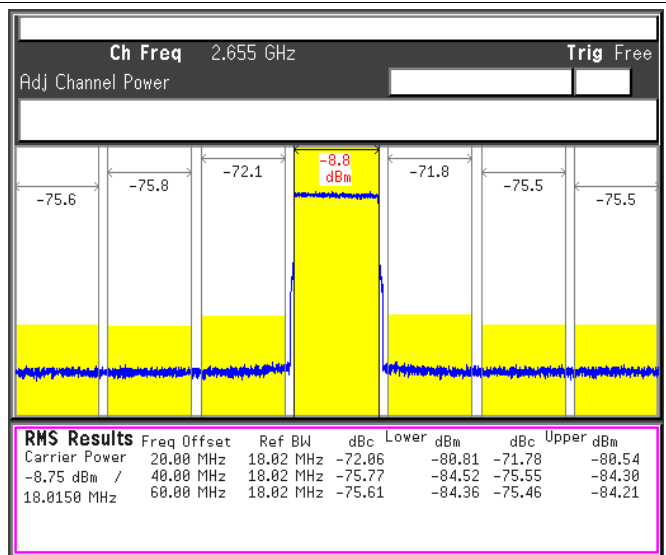 Ch Freq 2.655 GHz Trig Free
Adj Channel Power
-75.6 -75.8 -72.1 -8.8 dBm -71.8 -75.5 -75.5
RMS Results Freq Offset Ref BW dBc Lower dBm dBc Upper dBm
Carrier Power 20.00 MHz 18.02 MHz -72.06 -80.81 -71.78 -80.54
-8.75 dBm / 40.00 MHz 18.02 MHz -75.77 -84.52 -75.55 -84.30
18.0150 MHz 60.00 MHz 18.02 MHz -75.61 -84.36 -75.46 -84.21